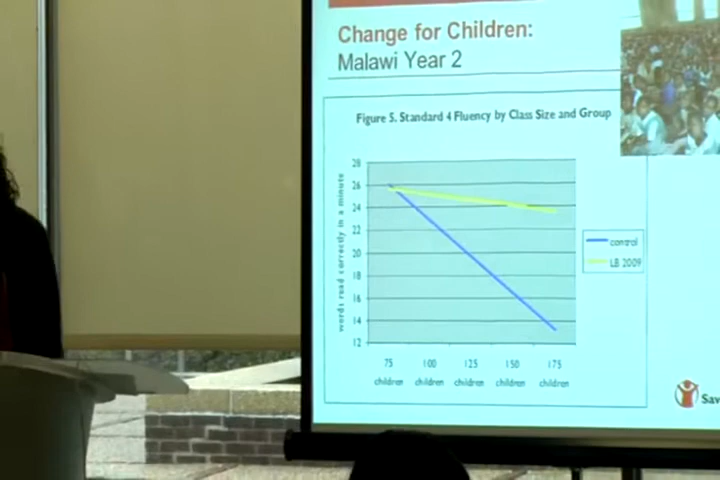 Change for Children:
Malawi Year 2
Figure 5. Standard 4 Fluency by Class Size and Group
words read correctly in a minute
28
26
24
22
20
18
16
14
12
75 100 125 150 175
children children children children children
control
LB 2009
Sav